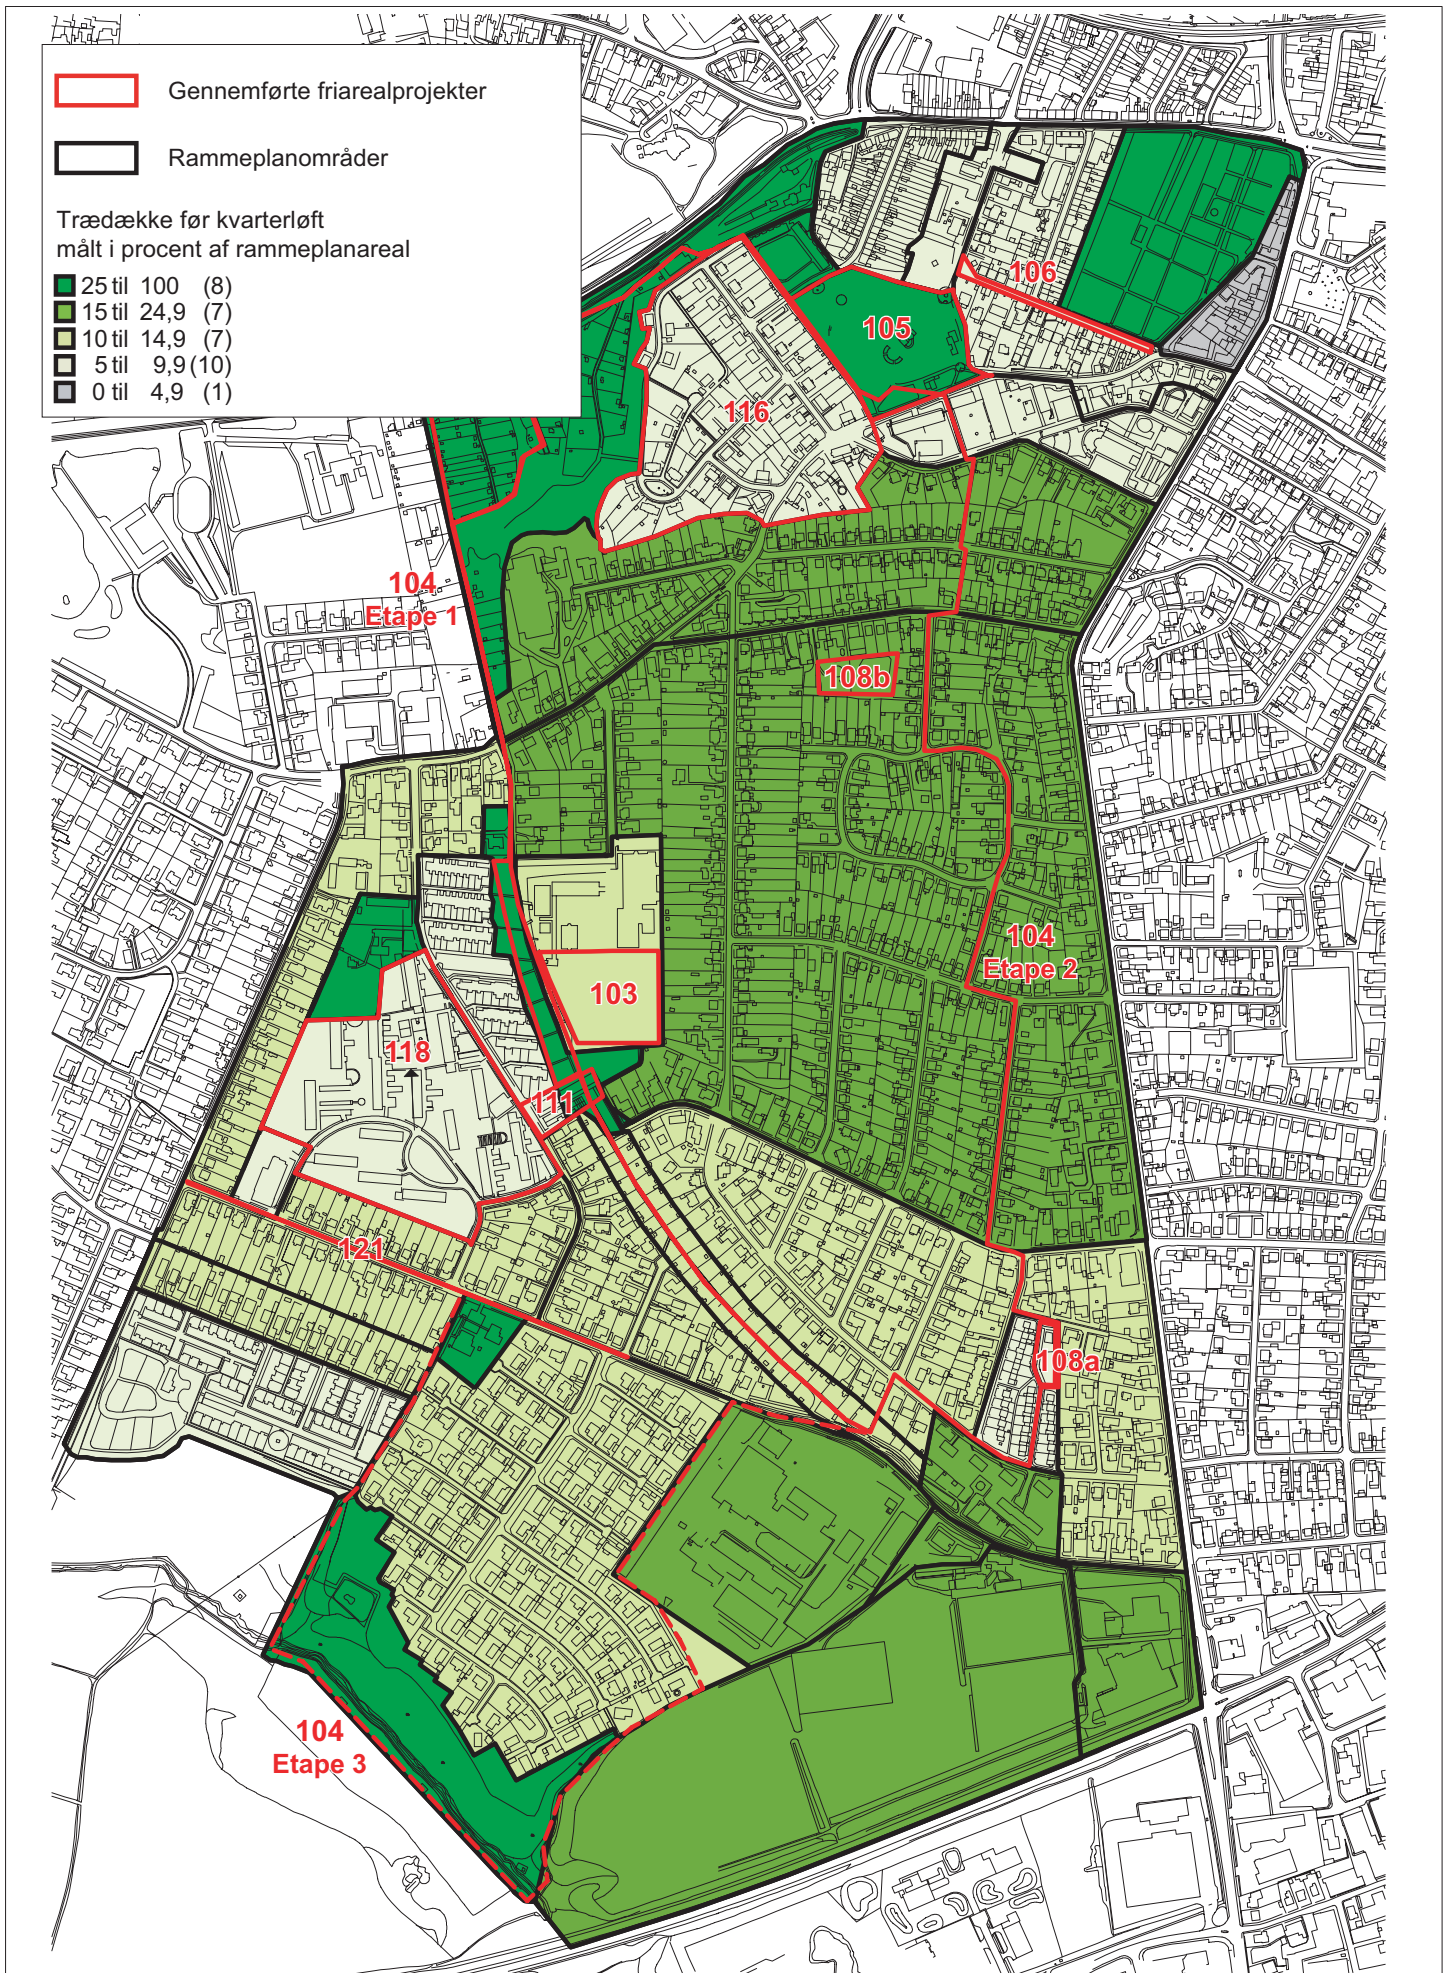 Gennemførte friarealprojekter
Rammeplanområder
Trædække før kvarterløft
målt i procent af rammeplanareal
25 til 100 (8)
15 til 24,9 (7)
10 til 14,9 (7)
5 til 9,9 (10)
0 til 4,9 (1)
106
105
116
104
Etape 1
108b
104
Etape 2
103
118
111
121
108a
104
Etape 3